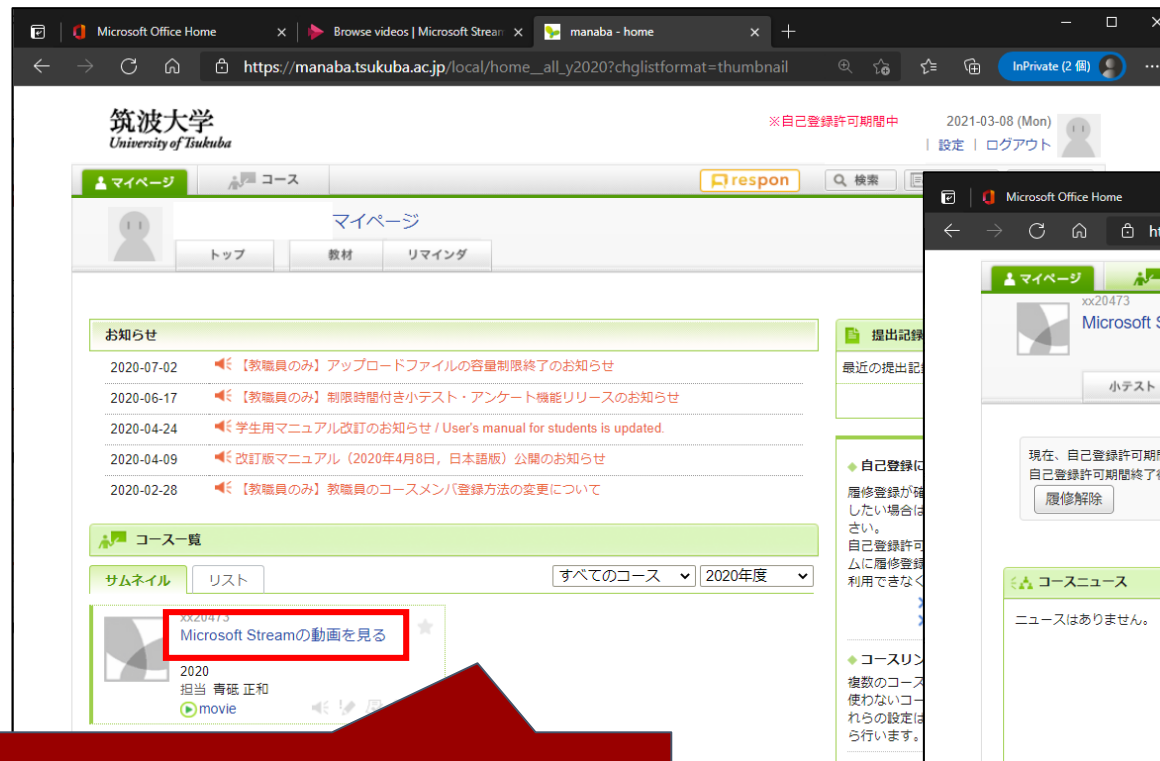 Microsoft Office Home
Browse videos | Microsoft Stream
manaba - home
https://manaba.tsukuba.ac.jp/local/home__all_y2020?chglistformat=thumbnail
InPrivate (2 個)
筑波大学
University of Tsukuba
※自己登録許可期間中
2021-03-08 (Mon)
| 設定 | ログアウト
マイページ
コース
respon
検索
マイページ
トップ
教材
リマインダ
お知らせ
2020-07-02 【教職員のみ】アップロードファイルの容量制限終了のお知らせ
2020-06-17 【教職員のみ】制限時間付き小テスト・アンケート機能リリースのお知らせ
2020-04-24 学生用マニュアル改訂のお知らせ / User's manual for students is updated.
2020-04-09 改訂版マニュアル（2020年4月8日，日本語版）公開のお知らせ
2020-02-28 【教職員のみ】教職員のコースメンバ登録方法の変更について
コース一覧
サムネイル
リスト
すべてのコース
2020年度
xx20473
Microsoft Streamの動画を見る
2020
担当 青砥 正和
movie
提出記録
最近の提出記
自己登録に
履修登録が確
したい場合は
さい。
自己登録許可
ムに履修登録
利用できなく
コースリン
複数のコース
使わないコー
れらの設定は
ら行います。
Microsoft Office Home
マイページ
xx20473
Microsoft S
小テスト
現在、自己登録許可期間
自己登録許可期間終了後
履修解除
コースニュース
ニュースはありません。